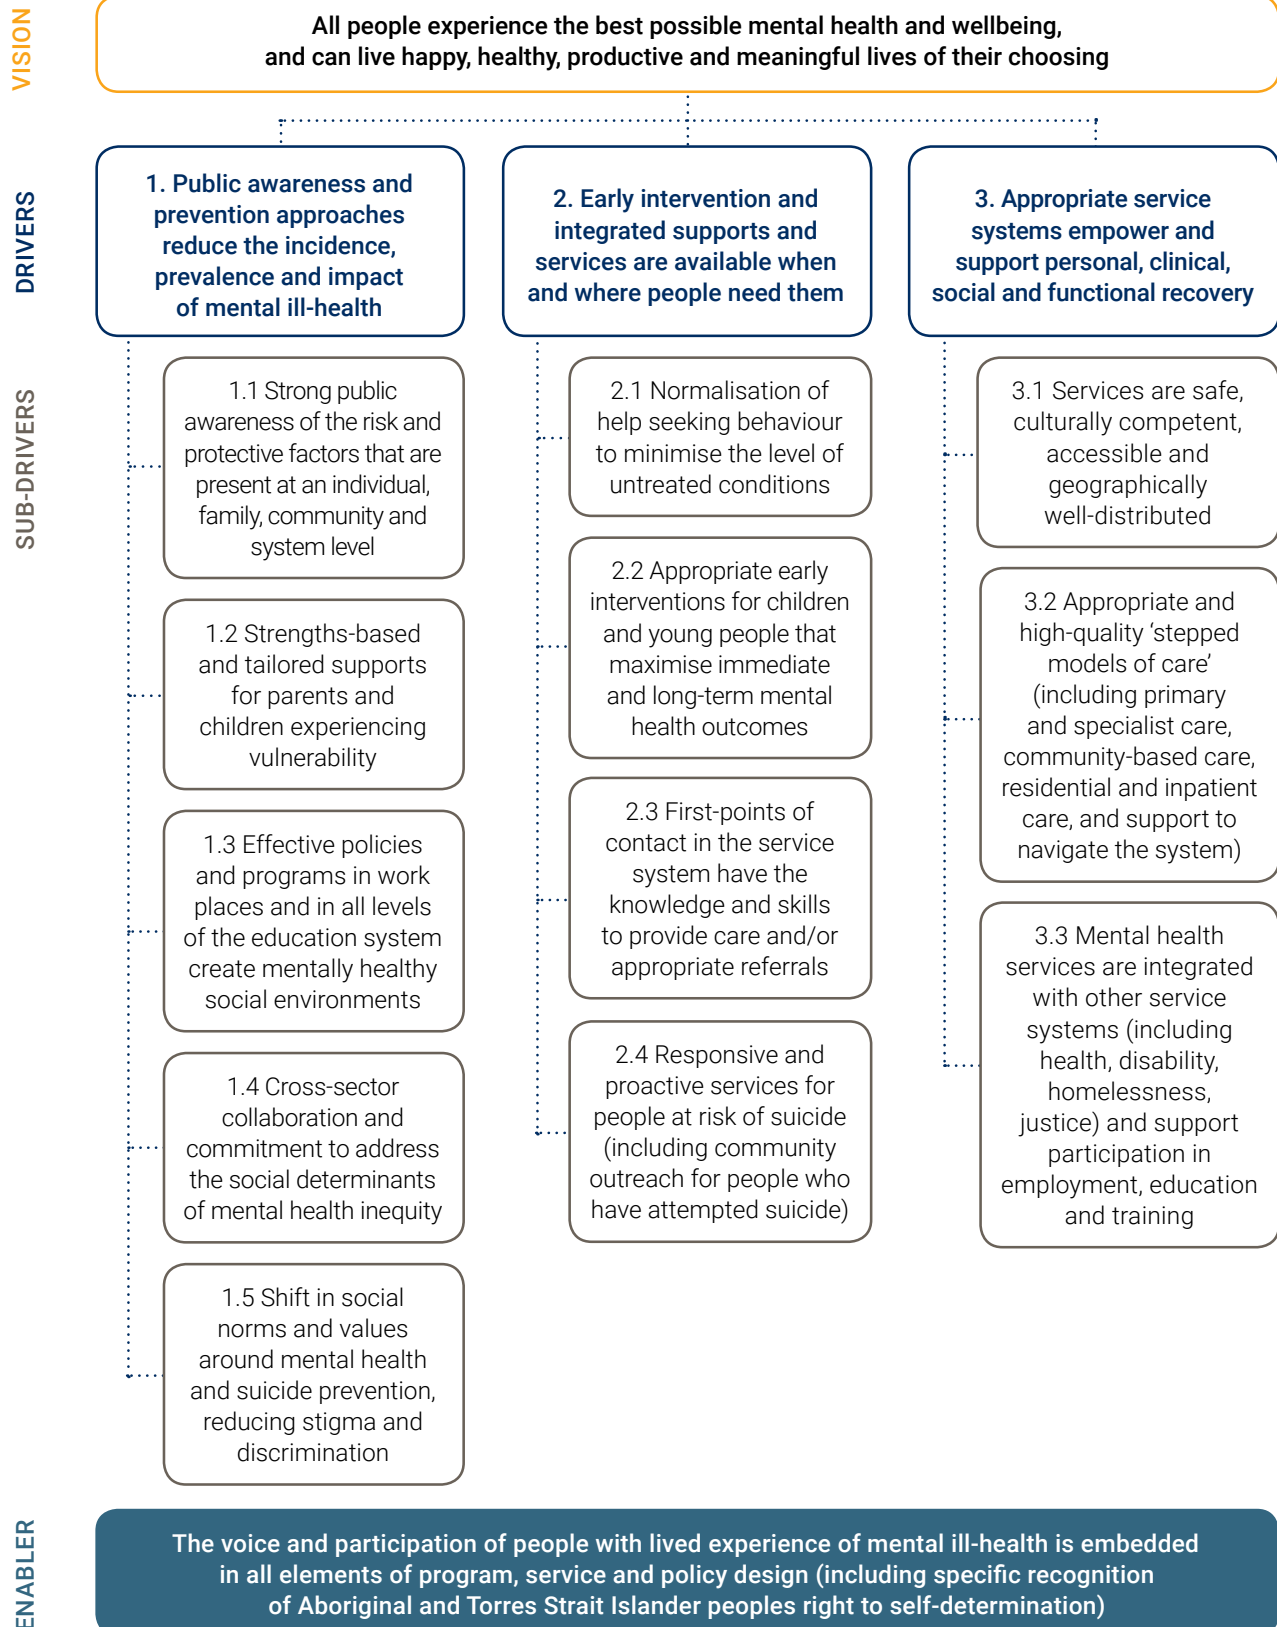 VISION
All people experience the best possible mental health and wellbeing,
and can live happy, healthy, productive and meaningful lives of their choosing
DRIVERS
1. Public awareness and
prevention approaches
reduce the incidence,
prevalence and impact
of mental ill-health
2. Early intervention and
integrated supports and
services are available when
and where people need them
3. Appropriate service
systems empower and
support personal, clinical,
social and functional recovery
SUB-DRIVERS
1.1 Strong public
awareness of the risk and
protective factors that are
present at an individual,
family, community and
system level
1.2 Strengths-based
and tailored supports
for parents and
children experiencing
vulnerability
1.3 Effective policies
and programs in work
places and in all levels
of the education system
create mentally healthy
social environments
1.4 Cross-sector
collaboration and
commitment to address
the social determinants
of mental health inequity
1.5 Shift in social
norms and values
around mental health
and suicide prevention,
reducing stigma and
discrimination
2.1 Normalisation of
help seeking behaviour
to minimise the level of
untreated conditions
2.2 Appropriate early
interventions for children
and young people that
maximise immediate
and long-term mental
health outcomes
2.3 First-points of
contact in the service
system have the
knowledge and skills
to provide care and/or
appropriate referrals
2.4 Responsive and
proactive services for
people at risk of suicide
(including community
outreach for people who
have attempted suicide)
3.1 Services are safe,
culturally competent,
accessible and
geographically
well-distributed
3.2 Appropriate and
high-quality ‘stepped
models of care’
(including primary
and specialist care,
community-based care,
residential and inpatient
care, and support to
navigate the system)
3.3 Mental health
services are integrated
with other service
systems (including
health, disability,
homelessness,
justice) and support
participation in
employment, education
and training
ENABLER
The voice and participation of people with lived experience of mental ill-health is embedded
in all elements of program, service and policy design (including specific recognition
of Aboriginal and Torres Strait Islander peoples right to self-determination)